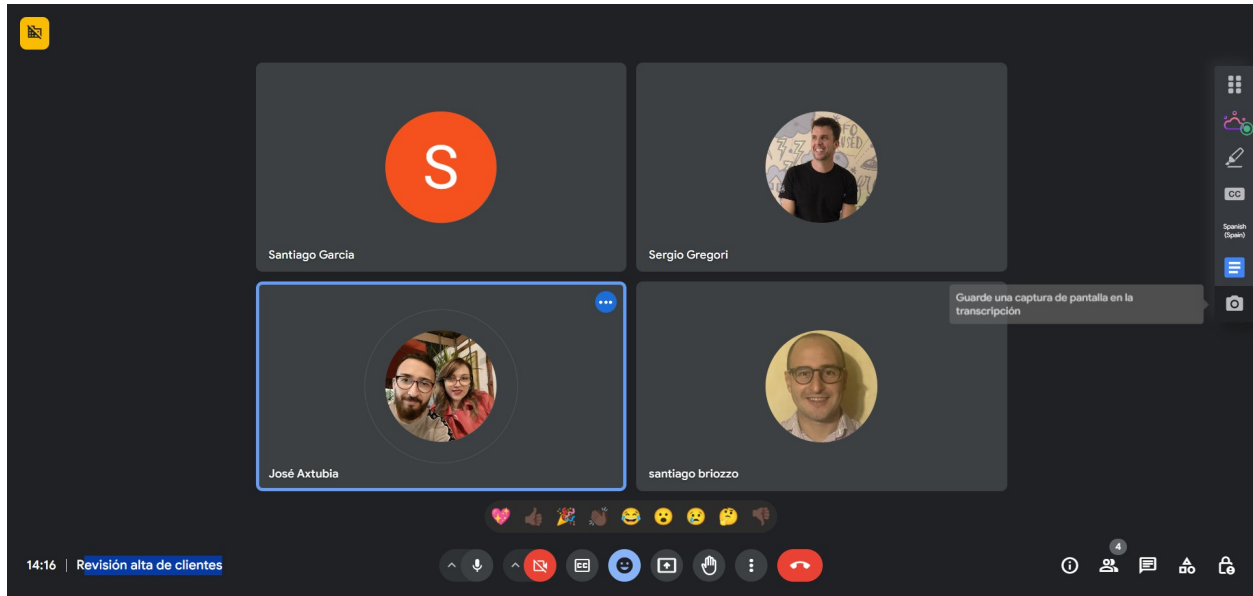 S
Santiago Garcia
Sergio Gregori
CC
Spanish
(Spain)
Guarde una captura de pantalla en la
transcripción
José Axtubia
santiago briozzo
14:16 | Revisión alta de clientes
CC
4